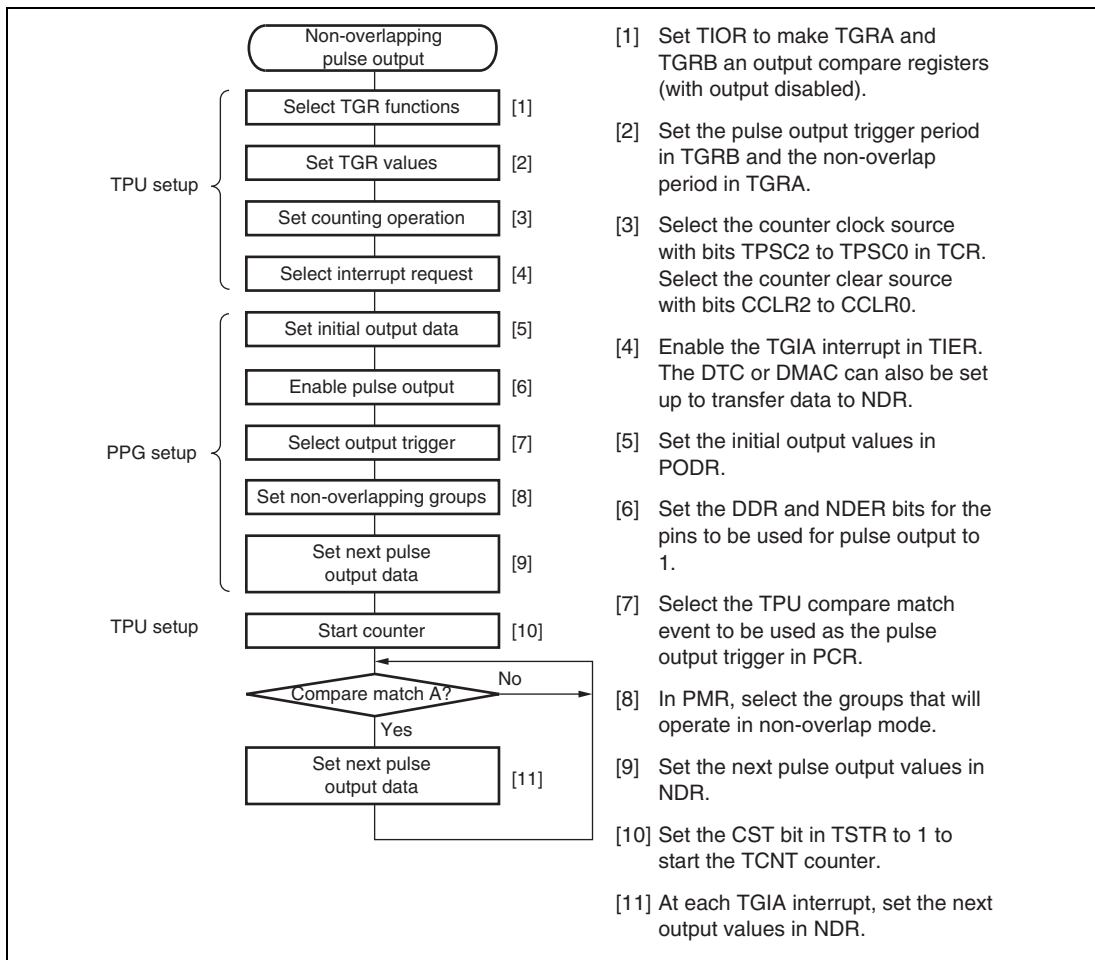 Non-overlapping
pulse output
TPU setup
Select TGR functions [1]
Set TGR values [2]
Set counting operation [3]
Select interrupt request [4]
PPG setup
Set initial output data [5]
Enable pulse output [6]
Select output trigger [7]
Set non-overlapping groups [8]
Set next pulse
output data
[9]
TPU setup
Start counter [10]
Compare match A?
No
Yes
Set next pulse
output data
[11]
[1] Set TIOR to make TGRA and
TGRB an output compare registers
(with output disabled).
[2] Set the pulse output trigger period
in TGRB and the non-overlap
period in TGRA.
[3] Select the counter clock source
with bits TPSC2 to TPSC0 in TCR.
Select the counter clear source
with bits CCLR2 to CCLR0.
[4] Enable the TGIA interrupt in TIER.
The DTC or DMAC can also be set
up to transfer data to NDR.
[5] Set the initial output values in
PODR.
[6] Set the DDR and NDER bits for the
pins to be used for pulse output to
1.
[7] Select the TPU compare match
event to be used as the pulse
output trigger in PCR.
[8] In PMR, select the groups that will
operate in non-overlap mode.
[9] Set the next pulse output values in
NDR.
[10] Set the CST bit in TSTR to 1 to
start the TCNT counter.
[11] At each TGIA interrupt, set the next
output values in NDR.